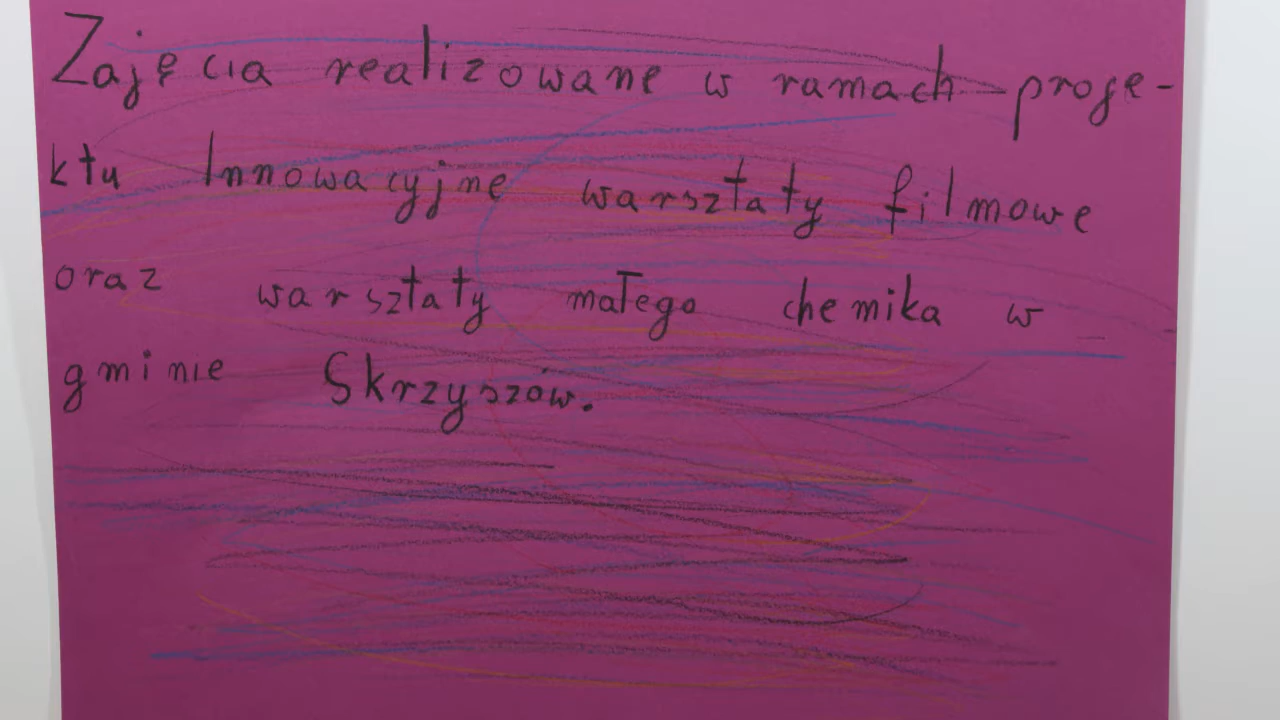 Zajęcia realizowane w ramach proje-
ktu Innowacyjne warsztaty filmowe
oraz warsztaty małego chemika w
gminie Skrzyszów.